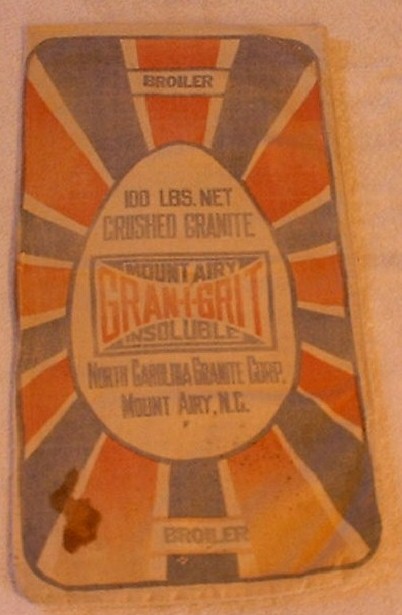 BROILER
100 LBS. NET
CRUSHED GRANITE
MOUNT AIRY
GRAN-I-GRIT
INSOLUBLE
NORTH CAROLINA GRANITE CORP.
MOUNT AIRY, N.C.
BROILER